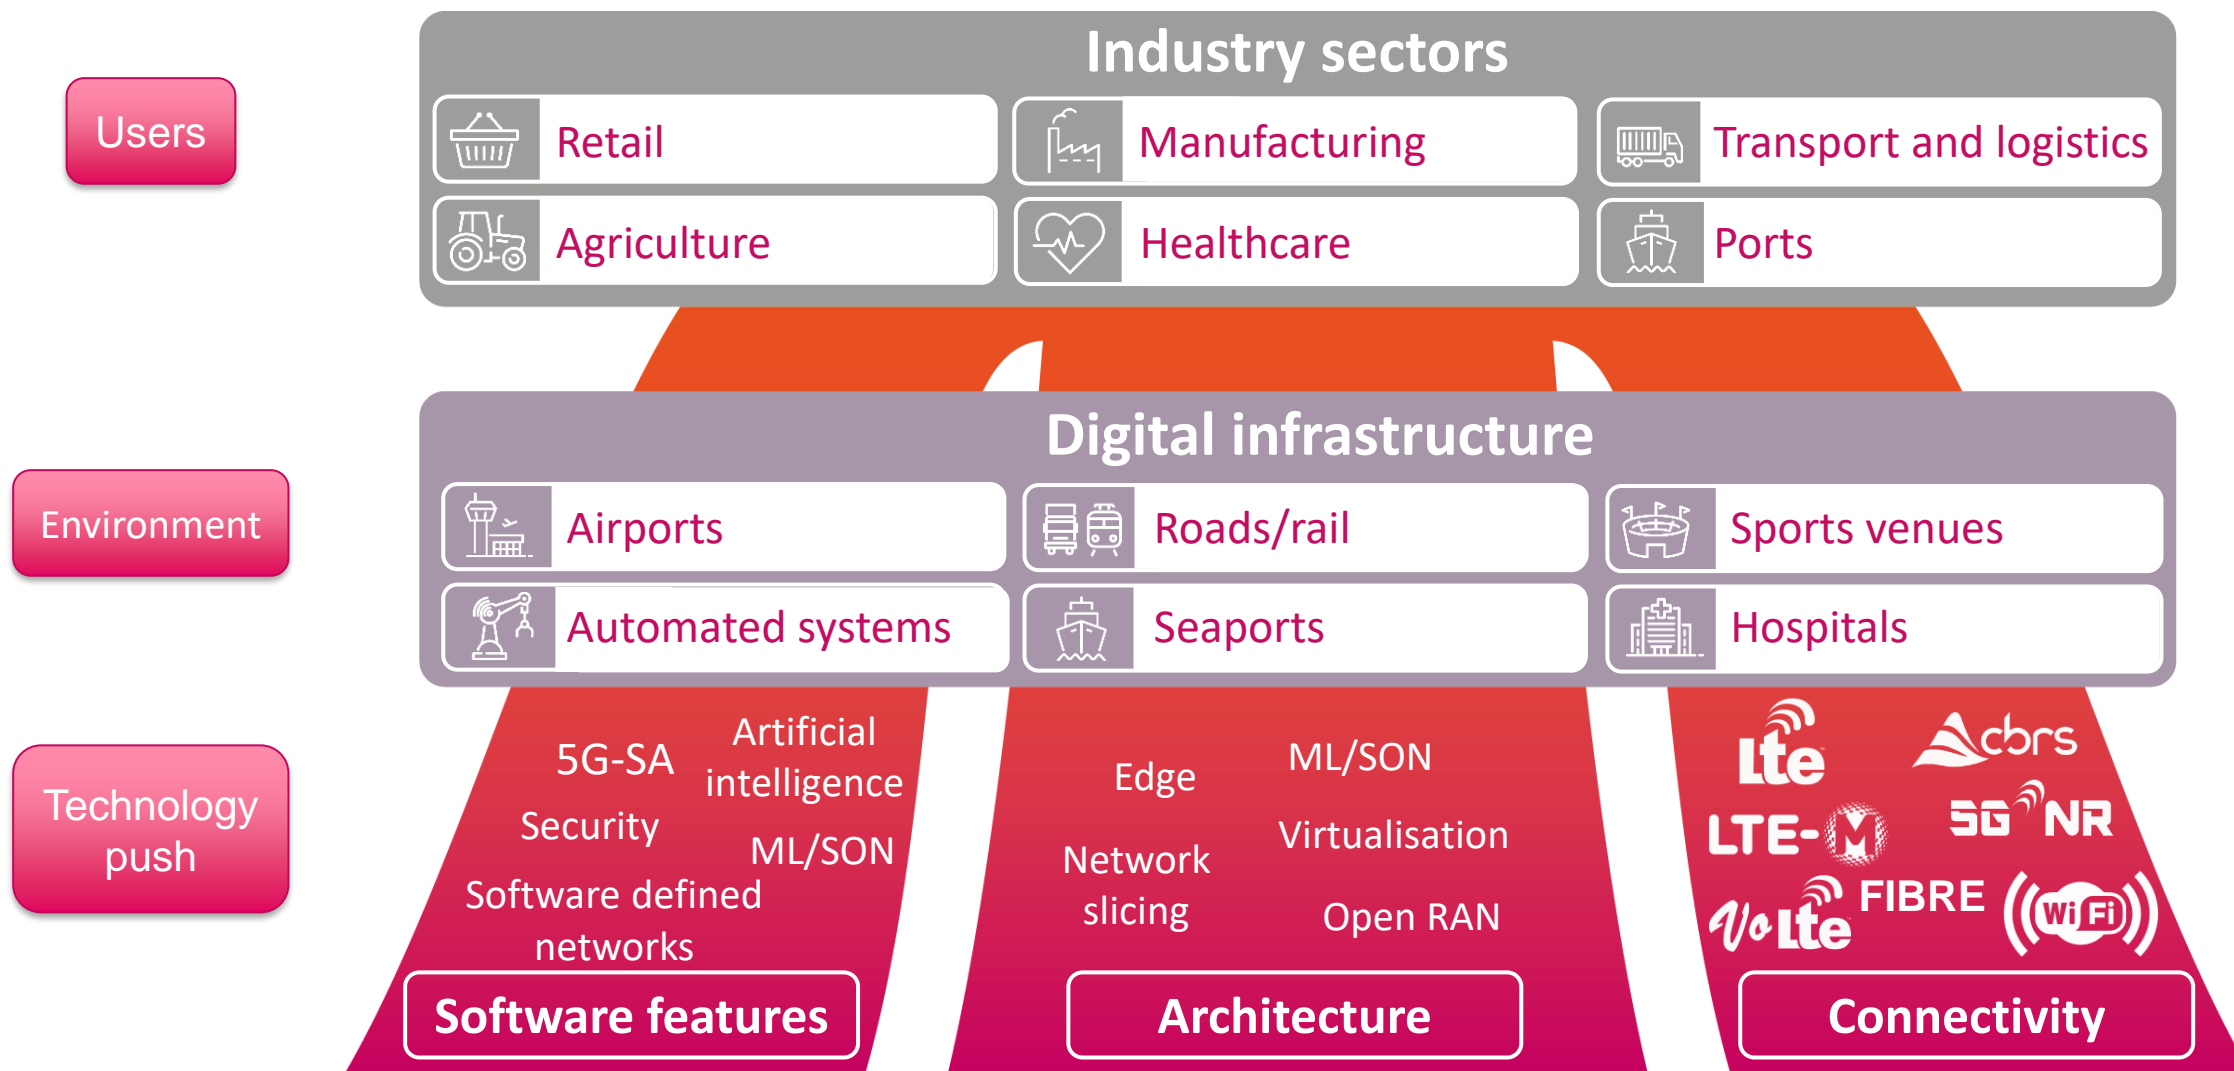 Industry sectors
Users
Retail
Manufacturing
Transport and logistics
Agriculture
Healthcare
Ports
Digital infrastructure
Environment
Airports
Roads/rail
Sports venues
Automated systems
Seaports
Hospitals
Technology
push
5G-SA
Artificial
intelligence
Security
ML/SON
Software defined
networks
Software features
Edge
ML/SON
Virtualisation
Network
slicing
Open RAN
Architecture
Lte
cbrs
LTE-M
5G NR
VoLte
FIBRE
WiFi
Connectivity